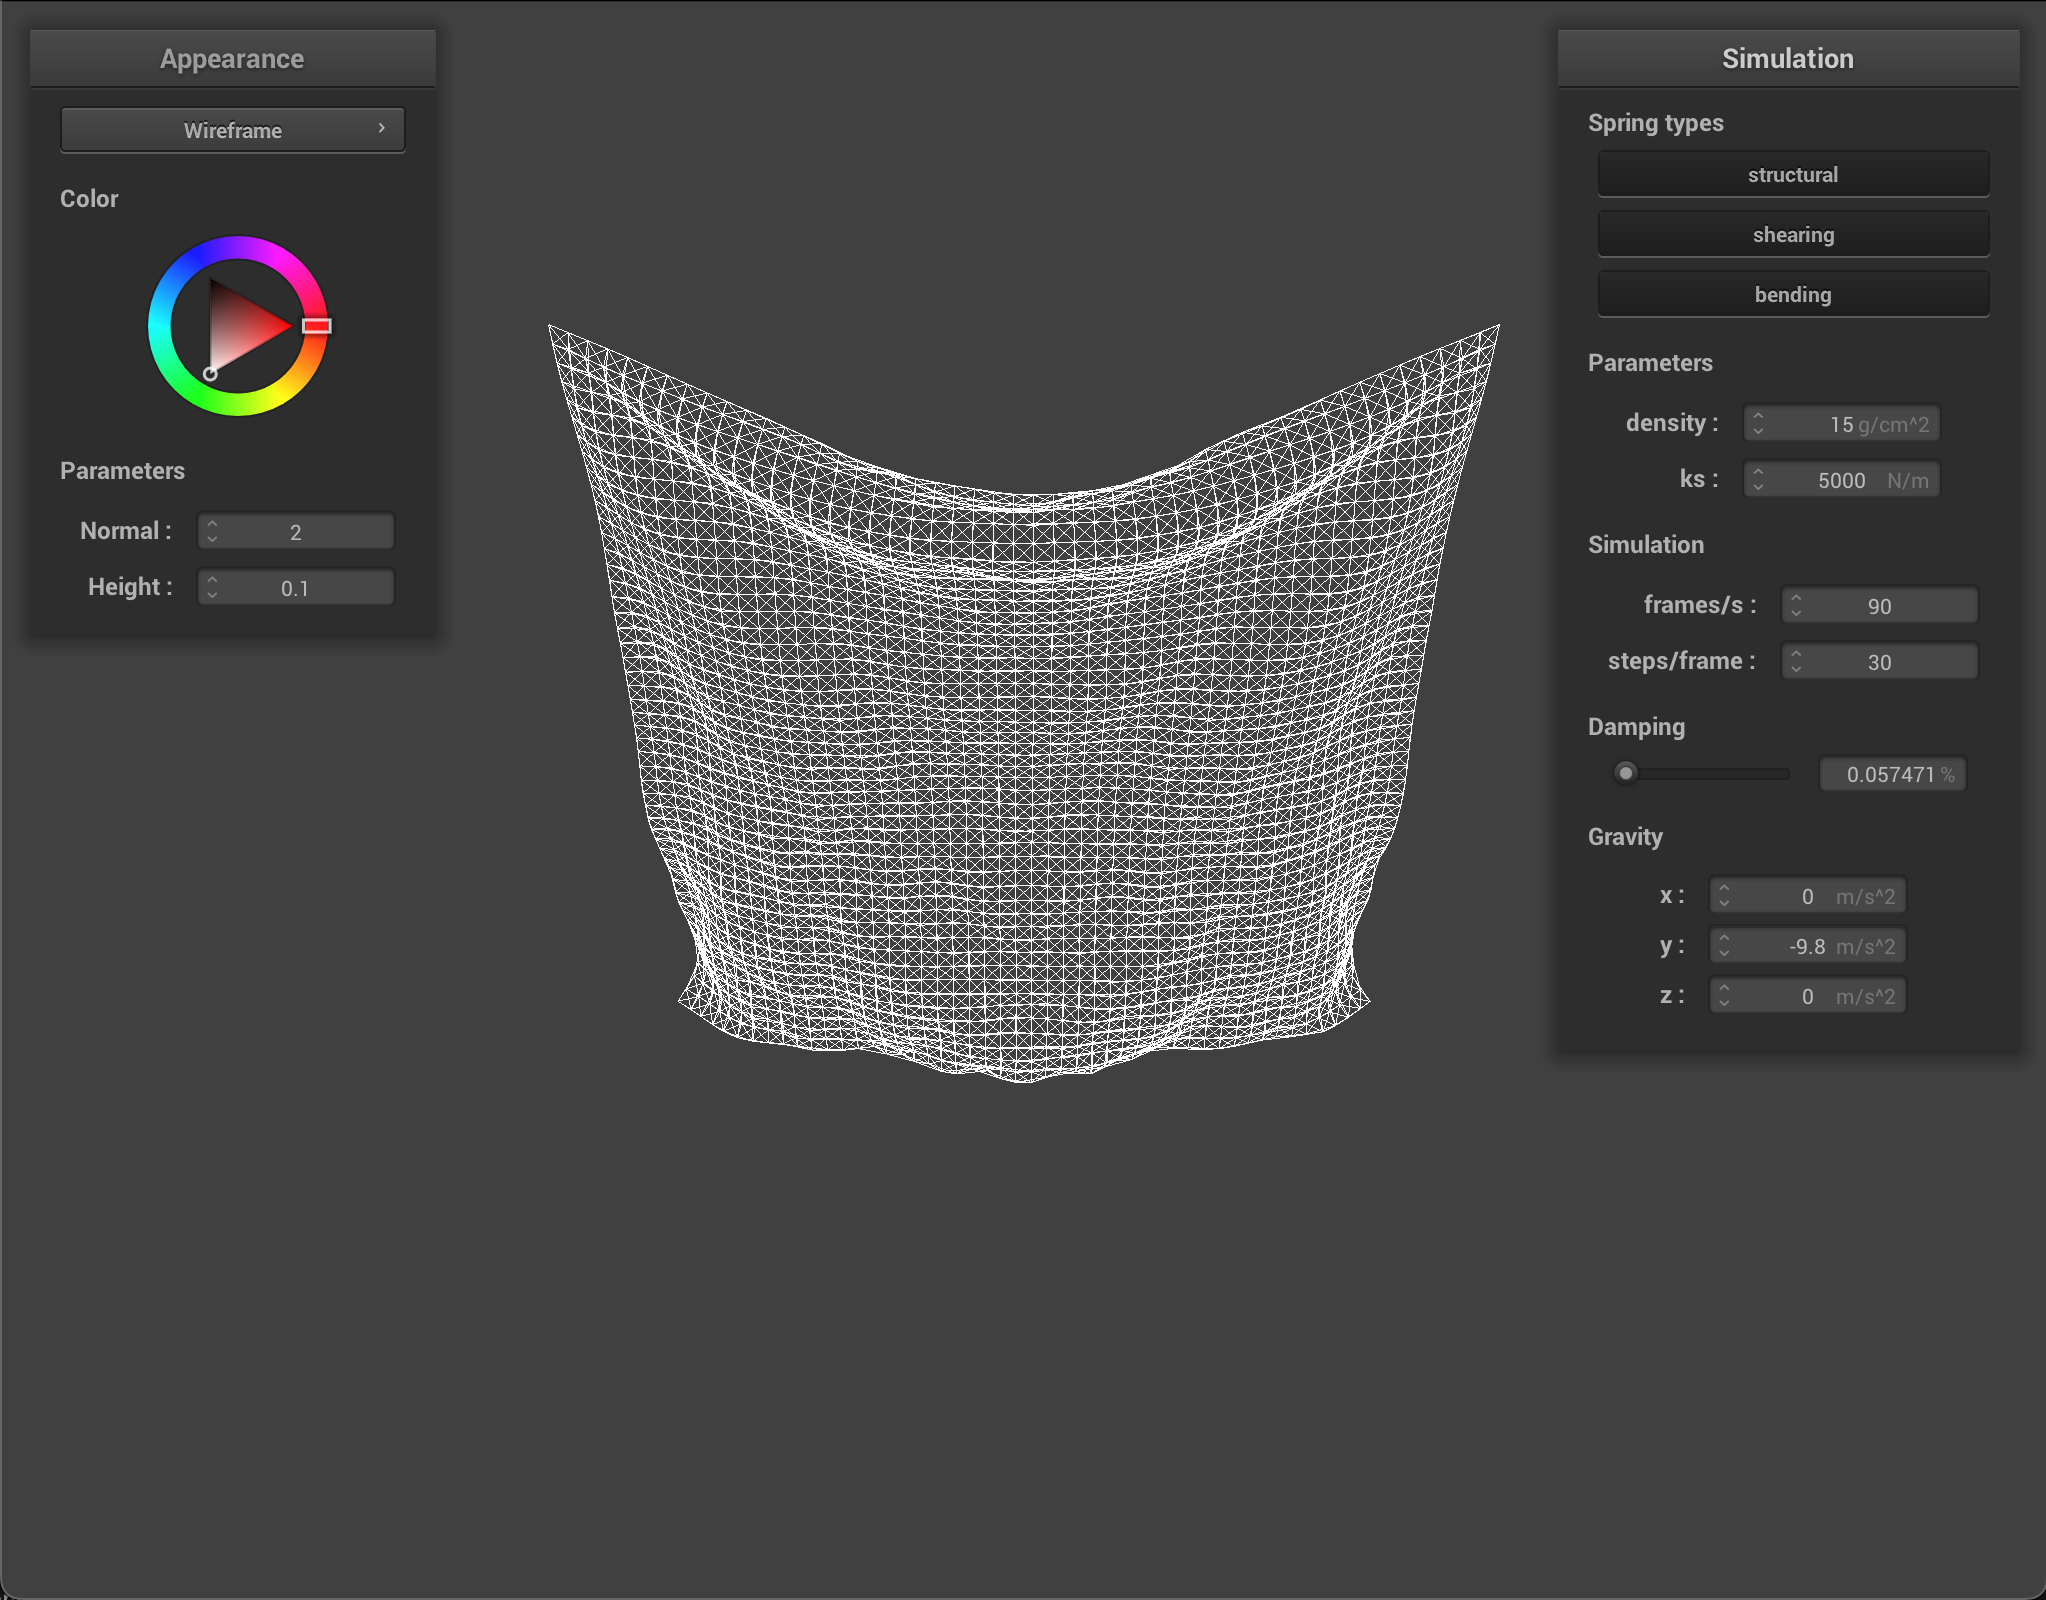 Appearance
Wireframe
Color
Parameters
Normal : 2
Height : 0.1
Simulation
Spring types
structural
shearing
bending
Parameters
density : 15 g/cm^2
ks : 5000 N/m
Simulation
frames/s : 90
steps/frame : 30
Damping
0.057471 %
Gravity
x : 0 m/s^2
y : -9.8 m/s^2
z : 0 m/s^2